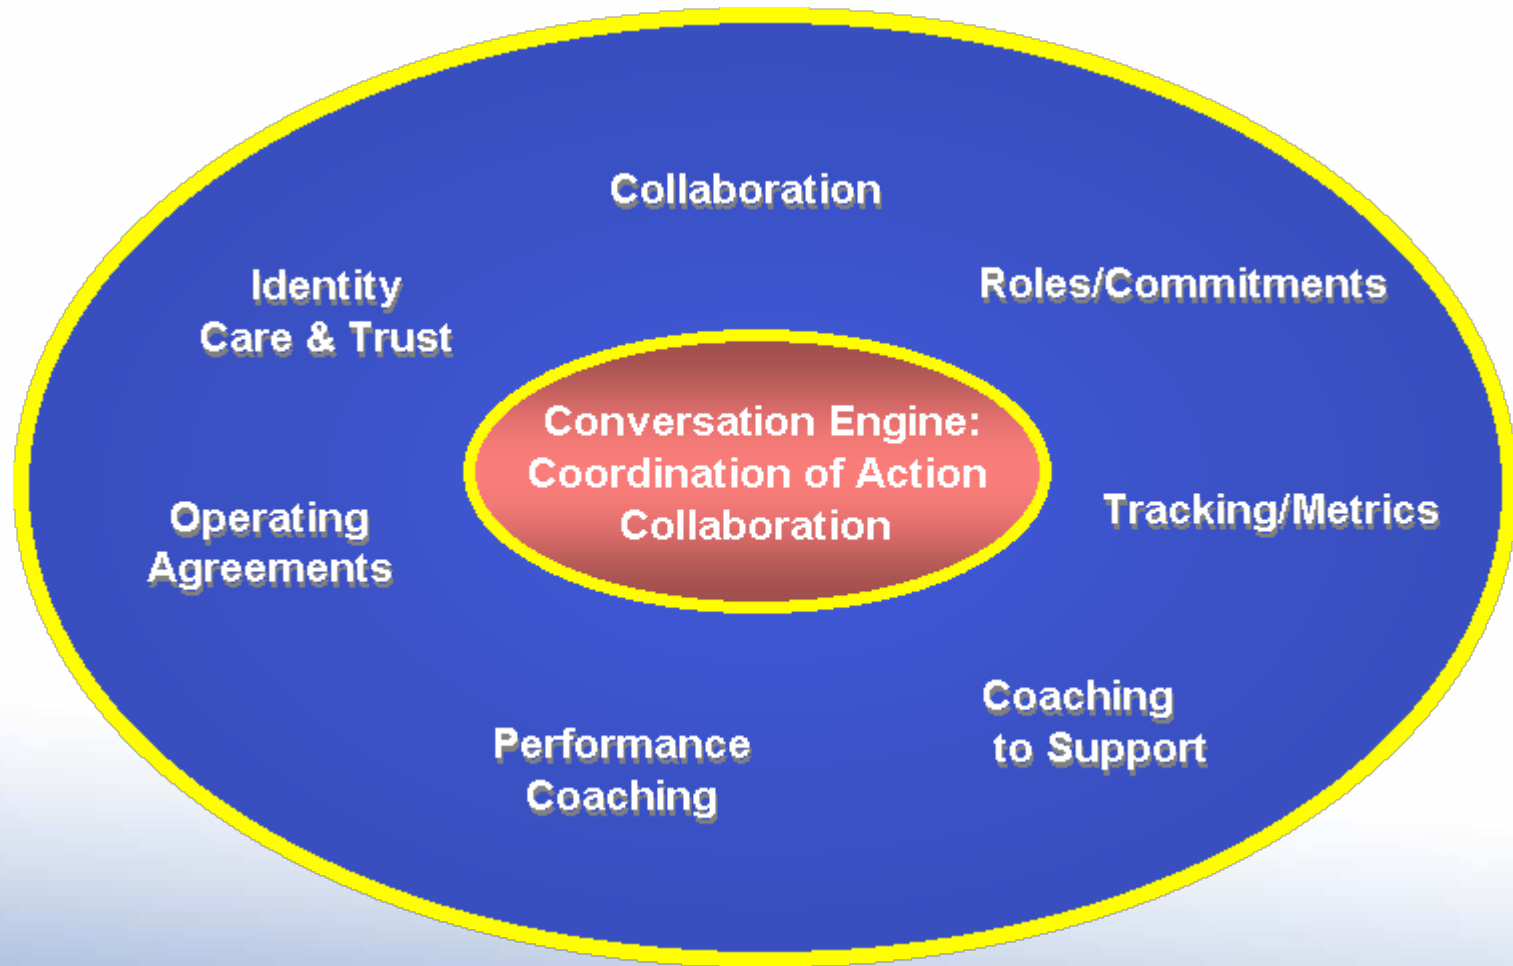 Collaboration
Identity
Care & Trust
Roles/Commitments
Conversation Engine:
Coordination of Action
Collaboration
Operating
Agreements
Tracking/Metrics
Performance
Coaching
Coaching
to Support